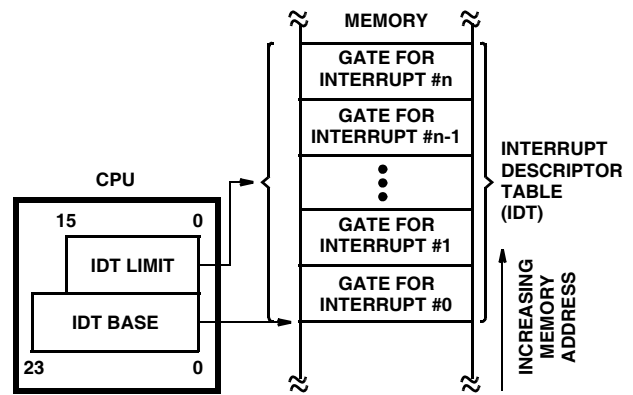 MEMORY
GATE FOR
INTERRUPT #n
GATE FOR
INTERRUPT #n-1
INTERRUPT
DESCRIPTOR
TABLE
(IDT)
CPU
15 0
IDT LIMIT
IDT BASE
23 0
GATE FOR
INTERRUPT #1
GATE FOR
INTERRUPT #0
INCREASING
MEMORY
ADDRESS